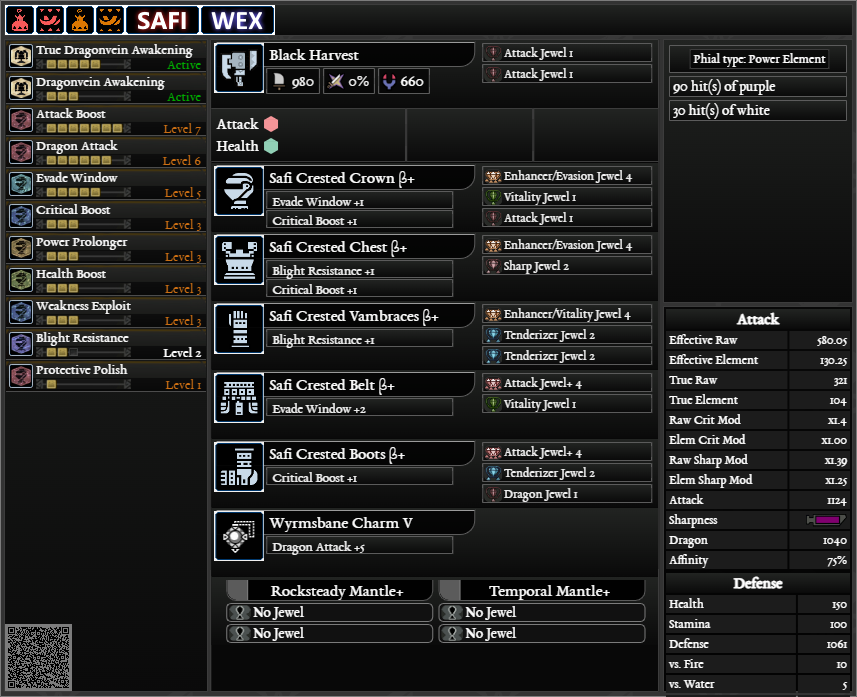 SAFI WEX
True Dragonvein Awakening
Active
Dragonvein Awakening
Active
Attack Boost
Level 7
Dragon Attack
Level 6
Evade Window
Level 5
Critical Boost
Level 3
Power Prolonger
Level 3
Health Boost
Level 3
Weakness Exploit
Level 3
Blight Resistance
Level 2
Protective Polish
Level 1
Black Harvest
980 0% 660
Attack Jewel 1
Attack Jewel 1
Attack
Health
Safi Crested Crown β+
Evade Window +1
Critical Boost +1
Enhancer/Evasion Jewel 4
Vitality Jewel 1
Attack Jewel 1
Safi Crested Chest β+
Blight Resistance +1
Critical Boost +1
Enhancer/Evasion Jewel 4
Sharp Jewel 2
Safi Crested Vambraces β+
Blight Resistance +1
Enhancer/Vitality Jewel 4
Tenderizer Jewel 2
Tenderizer Jewel 2
Safi Crested Belt β+
Evade Window +2
Attack Jewel+ 4
Vitality Jewel 1
Safi Crested Boots β+
Critical Boost +1
Attack Jewel+ 4
Tenderizer Jewel 2
Dragon Jewel 1
Wyrmsbane Charm V
Dragon Attack +5
Rocksteady Mantle+
No Jewel
No Jewel
Temporal Mantle+
No Jewel
No Jewel
Phial type: Power Element
90 hit(s) of purple
30 hit(s) of white
Attack
Effective Raw 580.05
Effective Element 130.25
True Raw 321
True Element 104
Raw Crit Mod x1.4
Elem Crit Mod x1.00
Raw Sharp Mod x1.39
Elem Sharp Mod x1.25
Attack 1124
Sharpness
Dragon 1040
Affinity 75%
Defense
Health 150
Stamina 100
Defense 1061
vs. Fire 10
vs. Water 5